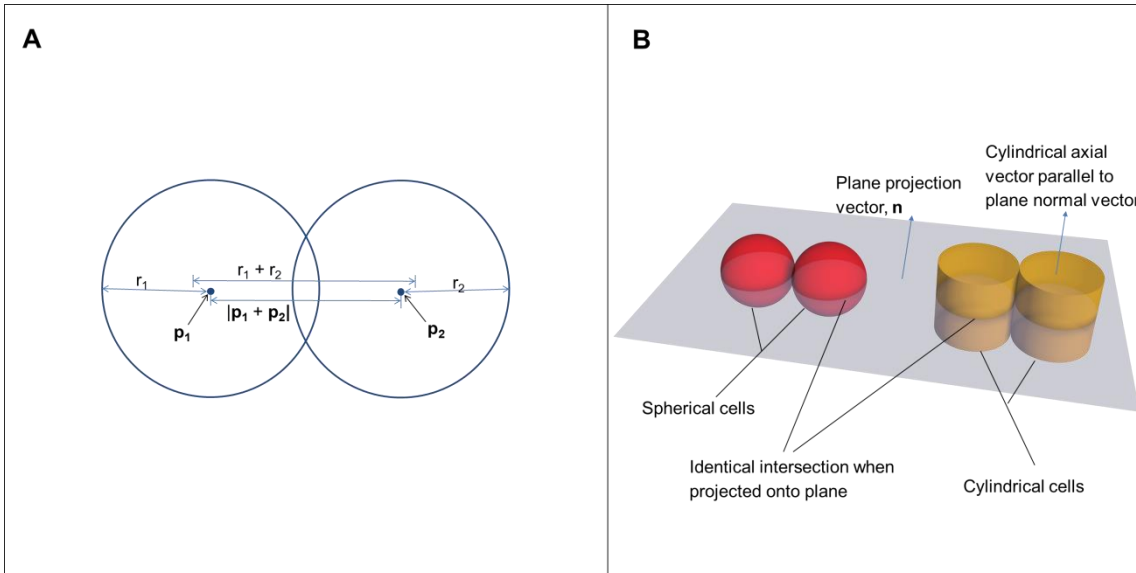 A
r1 + r2
r1
r2
|p1 + p2|
p1
p2
B
Cylindrical axial
vector parallel to
plane normal vector
Plane projection
vector, n
Spherical cells
Identical intersection when
projected onto plane
Cylindrical cells